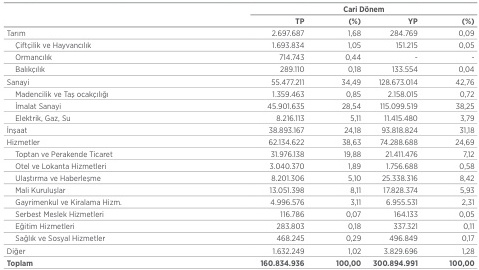 Cari Dönem
TP (%) YP (%)
Tarım 2.697.687 1,68 284.769 0,09
Çiftçilik ve Hayvancılık 1.693.834 1,05 151.215 0,05
Ormancılık 714.743 0,44 - -
Balıkçılık 289.110 0,18 133.554 0,04
Sanayi 55.477.211 34,49 128.673.014 42,76
Madencilik ve Taş ocakçılığı 1.359.463 0,85 2.158.015 0,72
İmalat Sanayi 45.901.635 28,54 115.099.519 38,25
Elektrik, Gaz, Su 8.216.113 5,11 11.415.480 3,79
İnşaat 38.893.167 24,18 93.818.824 31,18
Hizmetler 62.134.622 38,63 74.288.688 24,69
Toptan ve Perakende Ticaret 31.976.138 19,88 21.411.476 7,12
Otel ve Lokanta Hizmetleri 3.040.370 1,89 1.756.688 0,58
Ulaştırma ve Haberleşme 8.201.306 5,10 25.338.316 8,42
Mali Kuruluşlar 13.051.398 8,11 17.828.374 5,93
Gayrimenkul ve Kiralama Hizm. 4.996.576 3,11 6.955.531 2,31
Serbest Meslek Hizmetleri 116.786 0,07 164.133 0,05
Eğitim Hizmetleri 283.803 0,18 337.321 0,11
Sağlık ve Sosyal Hizmetler 468.245 0,29 496.849 0,17
Diğer 1.632.249 1,02 3.829.696 1,28
Toplam 160.834.936 100,00 300.894.991 100,00